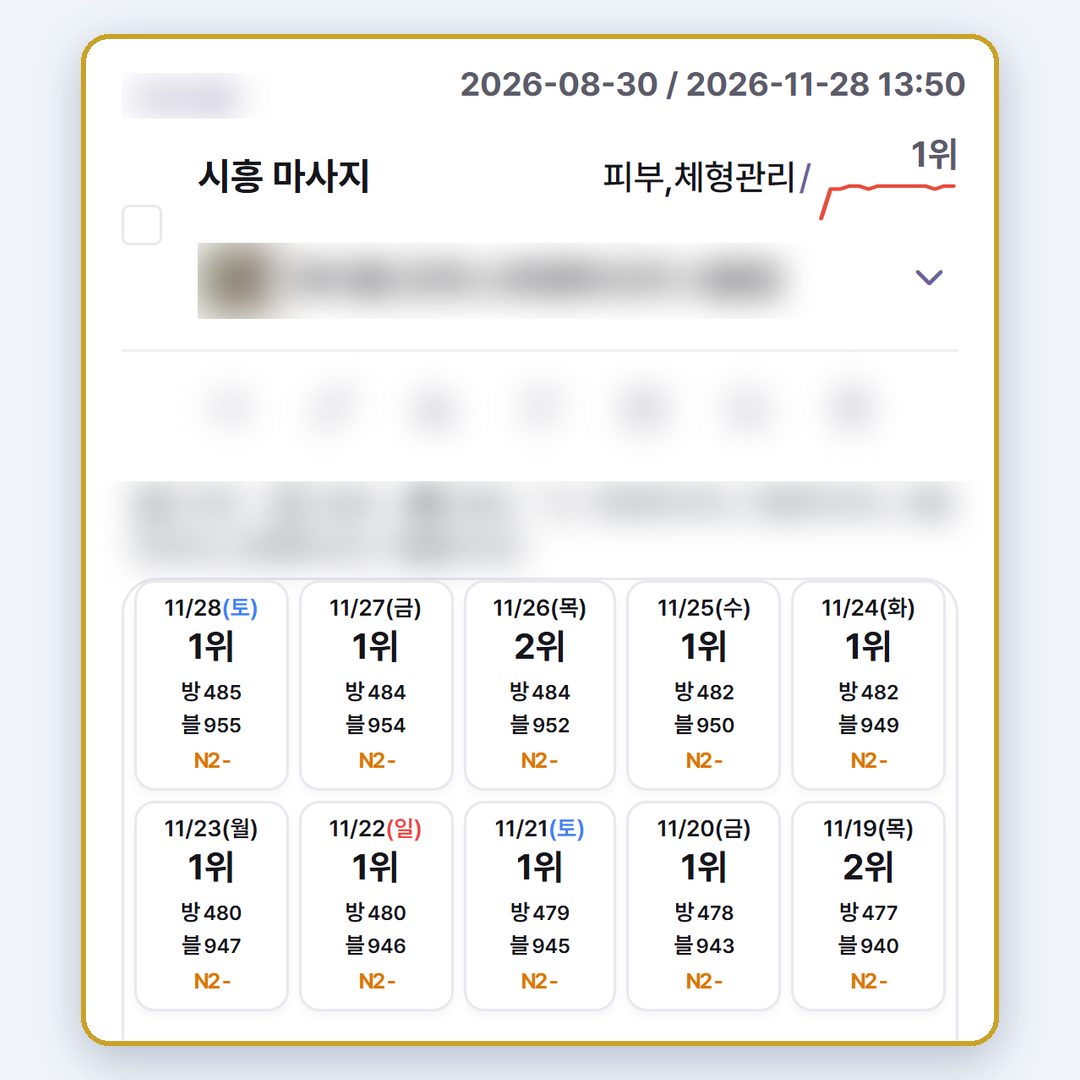 2026-08-30 / 2026-11-28 13:50
시흥 마사지
피부,체형관리/
1위
11/28(토) 11/27(금) 11/26(목) 11/25(수) 11/24(화)
1위 1위 2위 1위 1위
방485 방484 방484 방482 방482
블955 블954 블952 블950 블949
N2- N2- N2- N2- N2-
11/23(월) 11/22(일) 11/21(토) 11/20(금) 11/19(목)
1위 1위 1위 1위 2위
방480 방480 방479 방478 방477
블947 블946 블945 블943 블940
N2- N2- N2- N2- N2-